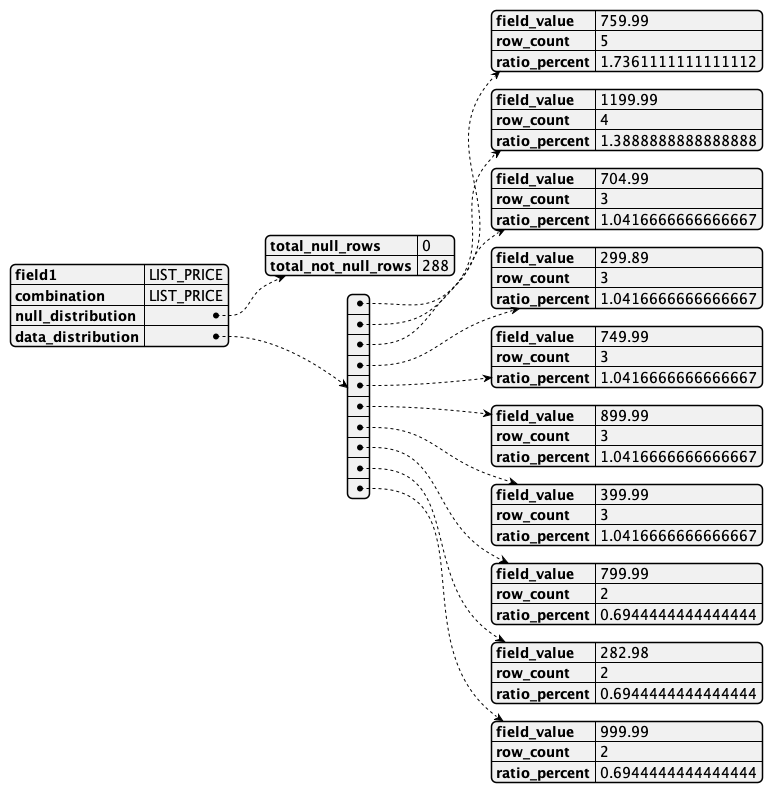 field1 LIST_PRICE
combination LIST_PRICE
null_distribution
data_distribution
total_null_rows 0
total_not_null_rows 288
field_value 759.99
row_count 5
ratio_percent 1.7361111111111112
field_value 1199.99
row_count 4
ratio_percent 1.3888888888888888
field_value 704.99
row_count 3
ratio_percent 1.0416666666666667
field_value 299.89
row_count 3
ratio_percent 1.0416666666666667
field_value 749.99
row_count 3
ratio_percent 1.0416666666666667
field_value 899.99
row_count 3
ratio_percent 1.0416666666666667
field_value 399.99
row_count 3
ratio_percent 1.0416666666666667
field_value 799.99
row_count 2
ratio_percent 0.6944444444444444
field_value 282.98
row_count 2
ratio_percent 0.6944444444444444
field_value 999.99
row_count 2
ratio_percent 0.6944444444444444